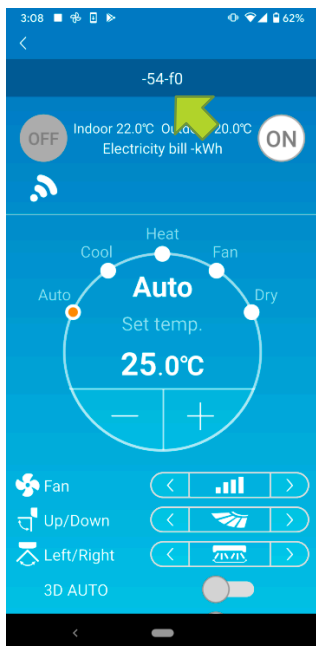 3:08 62%
-54-f0
OFF Indoor 22.0℃ 20.0℃ ON
Electricity bill -kWh
Heat
Cool Fan
Auto Auto Dry
Set temp.
25.0℃
Fan
Up/Down
Left/Right
3D AUTO